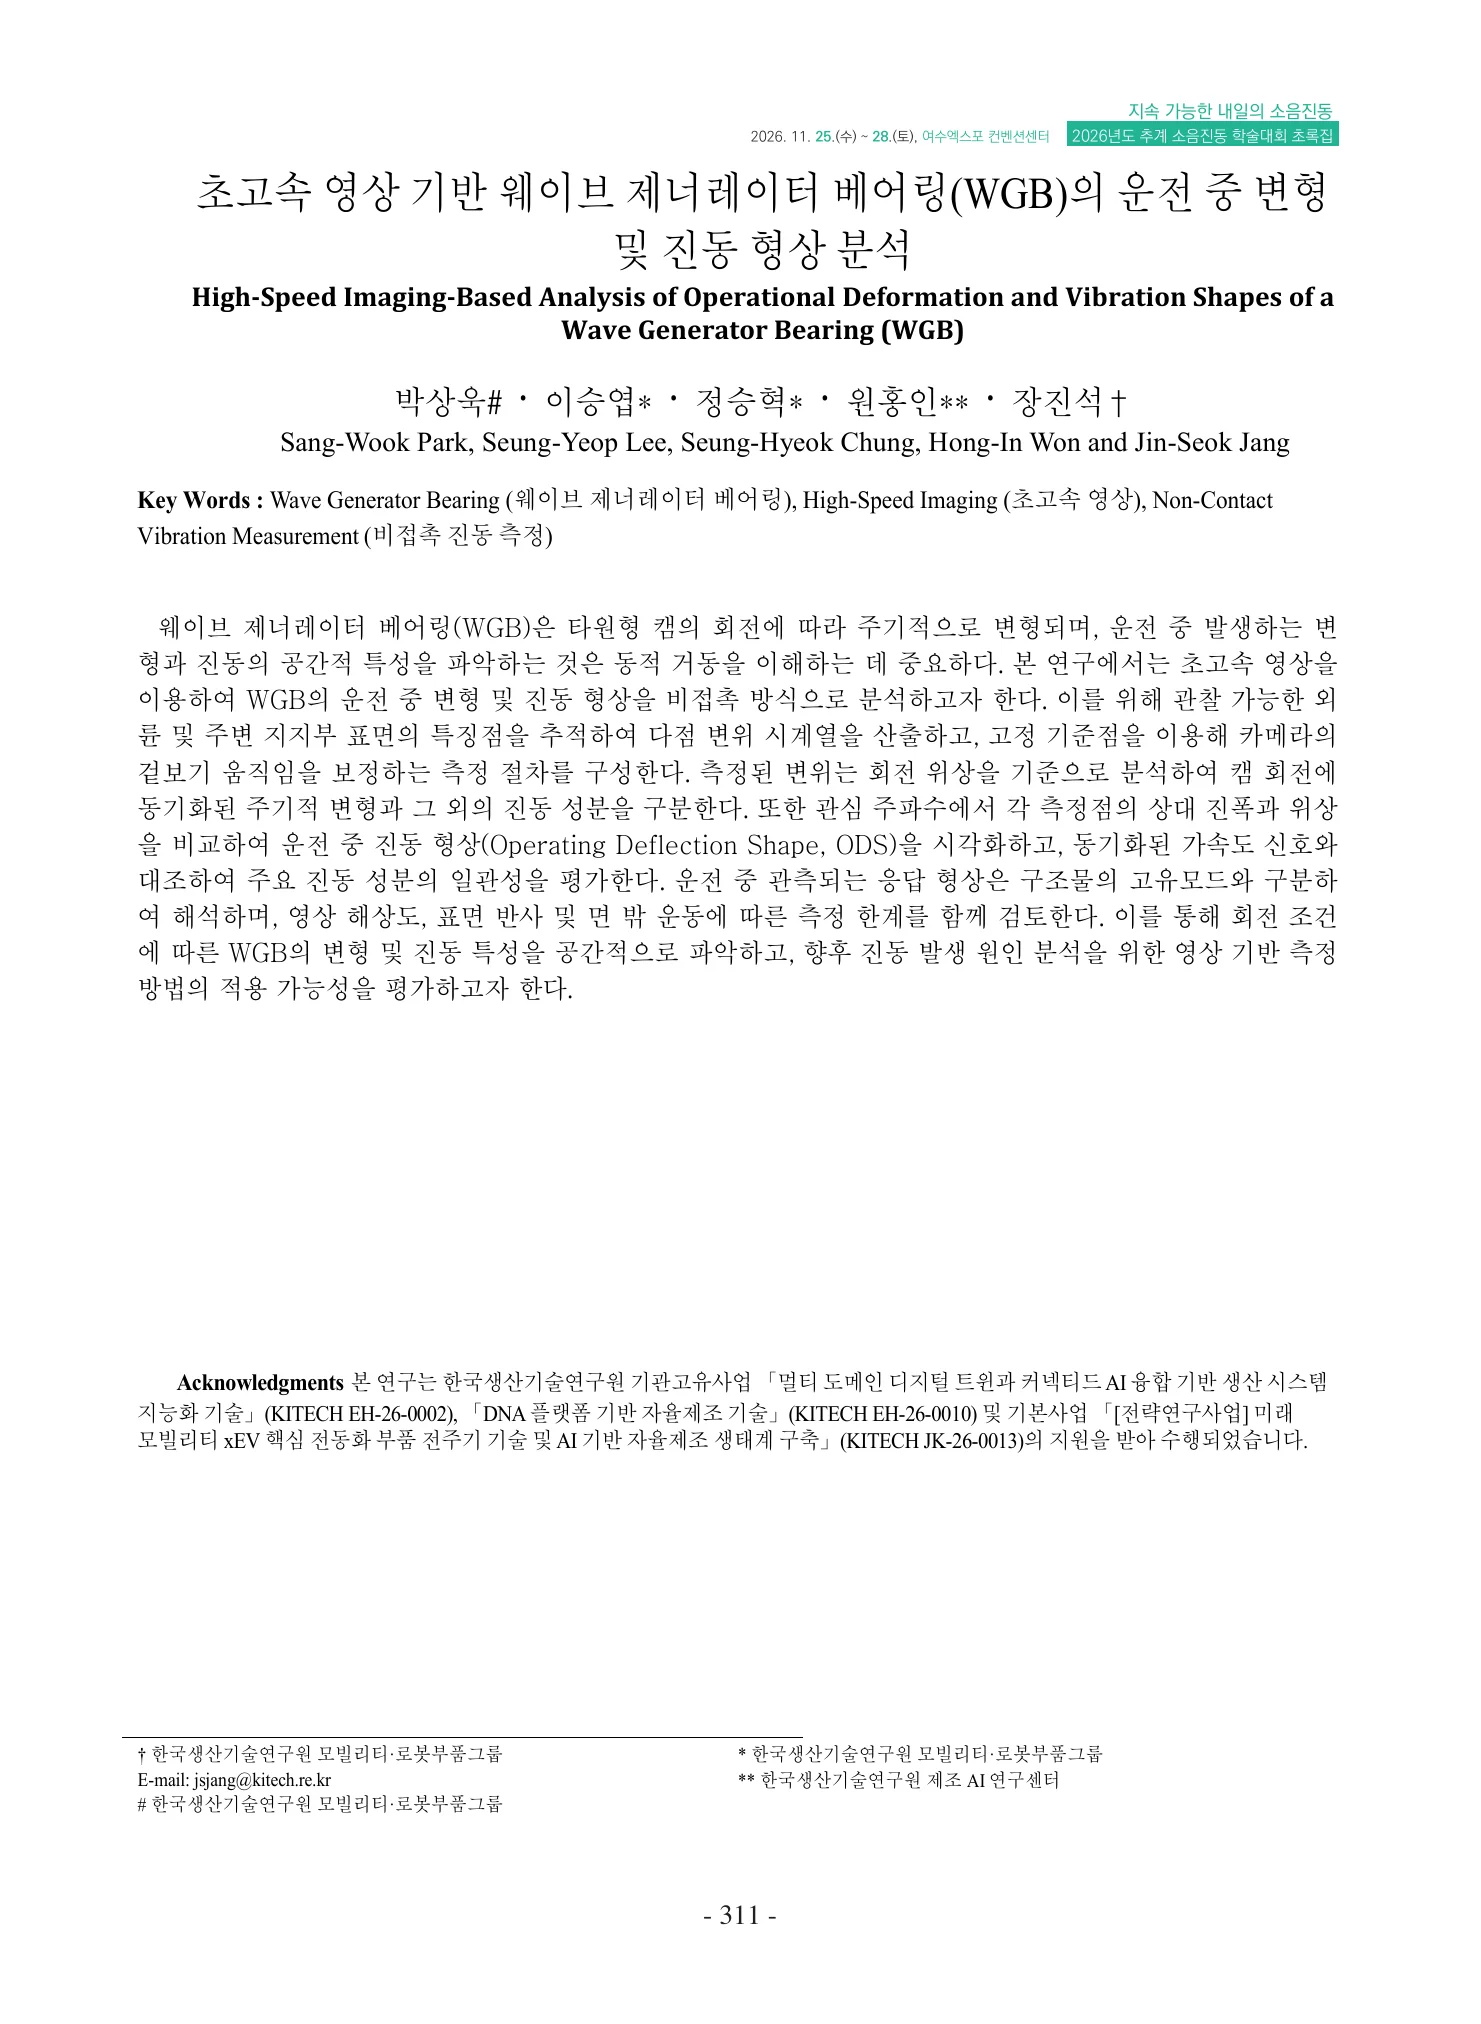 지속 가능한 내일의 소음진동
2026. 11. 25.(수) ~ 28.(토), 여수엑스포 컨벤션센터 2026년도 추계 소음진동 학술대회 초록집
초고속 영상 기반 웨이브 제너레이터 베어링(WGB)의 운전 중 변형
및 진동 형상 분석
High-Speed Imaging-Based Analysis of Operational Deformation and Vibration Shapes of a
Wave Generator Bearing (WGB)
박상욱# · 이승엽* · 정승혁* · 원홍인** · 장진석†
Sang-Wook Park, Seung-Yeop Lee, Seung-Hyeok Chung, Hong-In Won and Jin-Seok Jang
Key Words : Wave Generator Bearing (웨이브 제너레이터 베어링), High-Speed Imaging (초고속 영상), Non-Contact
Vibration Measurement (비접촉 진동 측정)
웨이브 제너레이터 베어링(WGB)은 타원형 캠의 회전에 따라 주기적으로 변형되며, 운전 중 발생하는 변
형과 진동의 공간적 특성을 파악하는 것은 동적 거동을 이해하는 데 중요하다. 본 연구에서는 초고속 영상을
이용하여 WGB의 운전 중 변형 및 진동 형상을 비접촉 방식으로 분석하고자 한다. 이를 위해 관찰 가능한 외
륜 및 주변 지지부 표면의 특징점을 추적하여 다점 변위 시계열을 산출하고, 고정 기준점을 이용해 카메라의
겉보기 움직임을 보정하는 측정 절차를 구성한다. 측정된 변위는 회전 위상을 기준으로 분석하여 캠 회전에
동기화된 주기적 변형과 그 외의 진동 성분을 구분한다. 또한 관심 주파수에서 각 측정점의 상대 진폭과 위상
을 비교하여 운전 중 진동 형상(Operating Deflection Shape, ODS)을 시각화하고, 동기화된 가속도 신호와
대조하여 주요 진동 성분의 일관성을 평가한다. 운전 중 관측되는 응답 형상은 구조물의 고유모드와 구분하
여 해석하며, 영상 해상도, 표면 반사 및 면 밖 운동에 따른 측정 한계를 함께 검토한다. 이를 통해 회전 조건
에 따른 WGB의 변형 및 진동 특성을 공간적으로 파악하고, 향후 진동 발생 원인 분석을 위한 영상 기반 측정
방법의 적용 가능성을 평가하고자 한다.
Acknowledgments 본 연구는 한국생산기술연구원 기관고유사업 「멀티 도메인 디지털 트윈과 커넥티드 AI 융합 기반 생산 시스템
지능화 기술」(KITECH EH-26-0002), 「DNA 플랫폼 기반 자율제조 기술」(KITECH EH-26-0010) 및 기본사업 「[전략연구사업] 미래
모빌리티 xEV 핵심 전동화 부품 전주기 기술 및 AI 기반 자율제조 생태계 구축」(KITECH JK-26-0013)의 지원을 받아 수행되었습니다.
† 한국생산기술연구원 모빌리티·로봇부품그룹
E-mail: jsjang@kitech.re.kr
# 한국생산기술연구원 모빌리티·로봇부품그룹
* 한국생산기술연구원 모빌리티·로봇부품그룹
** 한국생산기술연구원 제조 AI 연구센터
- 311 -